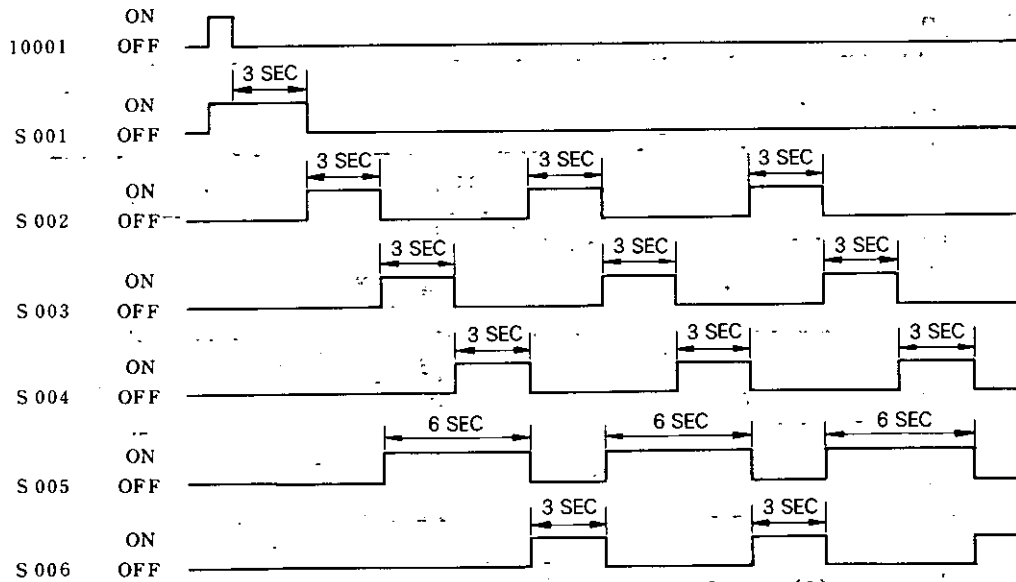 ON
10001 OFF
3 SEC
ON
S 001 OFF
3 SEC 3 SEC 3 SEC
ON
S 002 OFF
3 SEC 3 SEC 3 SEC
ON
S 003 OFF
3 SEC 3 SEC 3 SEC
ON
S 004 OFF
6 SEC 6 SEC 6 SEC
ON
S 005 OFF
3 SEC 3 SEC
ON
S 006 OFF